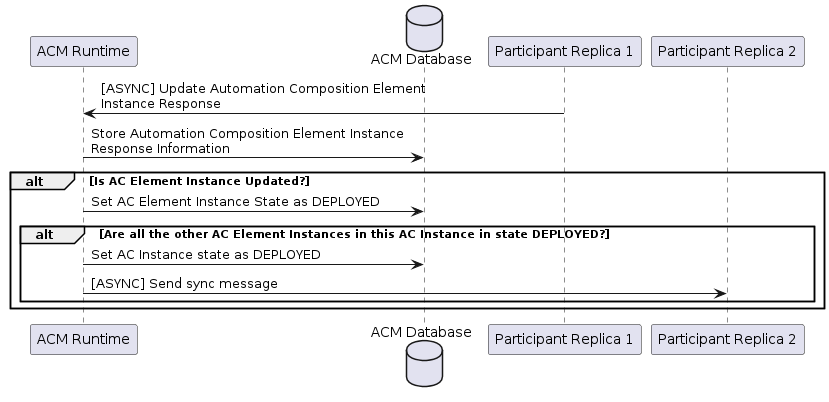 ACM Runtime
ACM Database
Participant Replica 1
Participant Replica 2
[ASYNC] Update Automation Composition Element
Instance Response
Store Automation Composition Element Instance
Response Information
alt
[Is AC Element Instance Updated?]
Set AC Element Instance State as DEPLOYED
alt
[Are all the other AC Element Instances in this AC Instance in state DEPLOYED?]
Set AC Instance state as DEPLOYED
[ASYNC] Send sync message
ACM Runtime
ACM Database
Participant Replica 1
Participant Replica 2